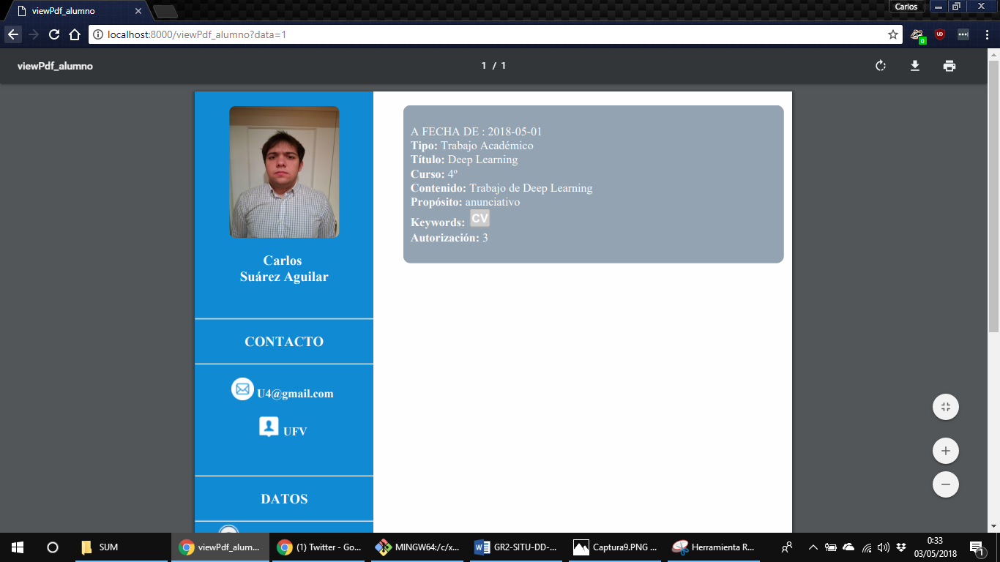 viewPdf_alumno
Carlos
localhost:8000/viewPdf_alumno?data=1
0
UD
viewPdf_alumno
1 / 1
Carlos
Suárez Aguilar
CONTACTO
U4@gmail.com
UFV
DATOS
A FECHA DE : 2018-05-01
Tipo: Trabajo Académico
Título: Deep Learning
Curso: 4º
Contenido: Trabajo de Deep Learning
Propósito: anunciativo
Keywords: CV
Autorización: 3
SUM
viewPdf_alum...
(1) Twitter - Go...
MINGW64:/c/x...
GR2-SITU-DD-...
Captura9.PNG ...
Herramienta R...
0:33
03/05/2018
1